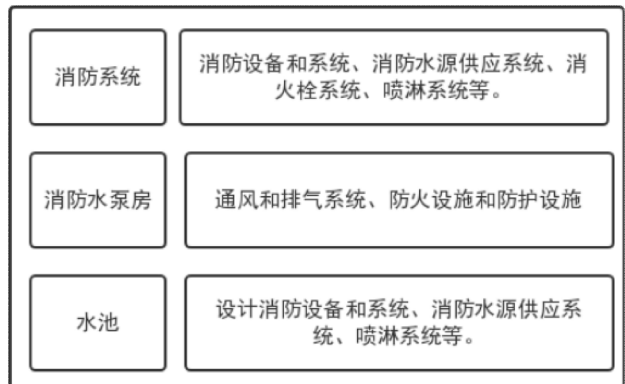 消防系统
消防设备和系统、消防水源供应系统、消
火栓系统、喷淋系统等。
消防水泵房
通风和排气系统、防火设施和防护设施
水池
设计消防设备和系统、消防水源供应系
统、喷淋系统等。